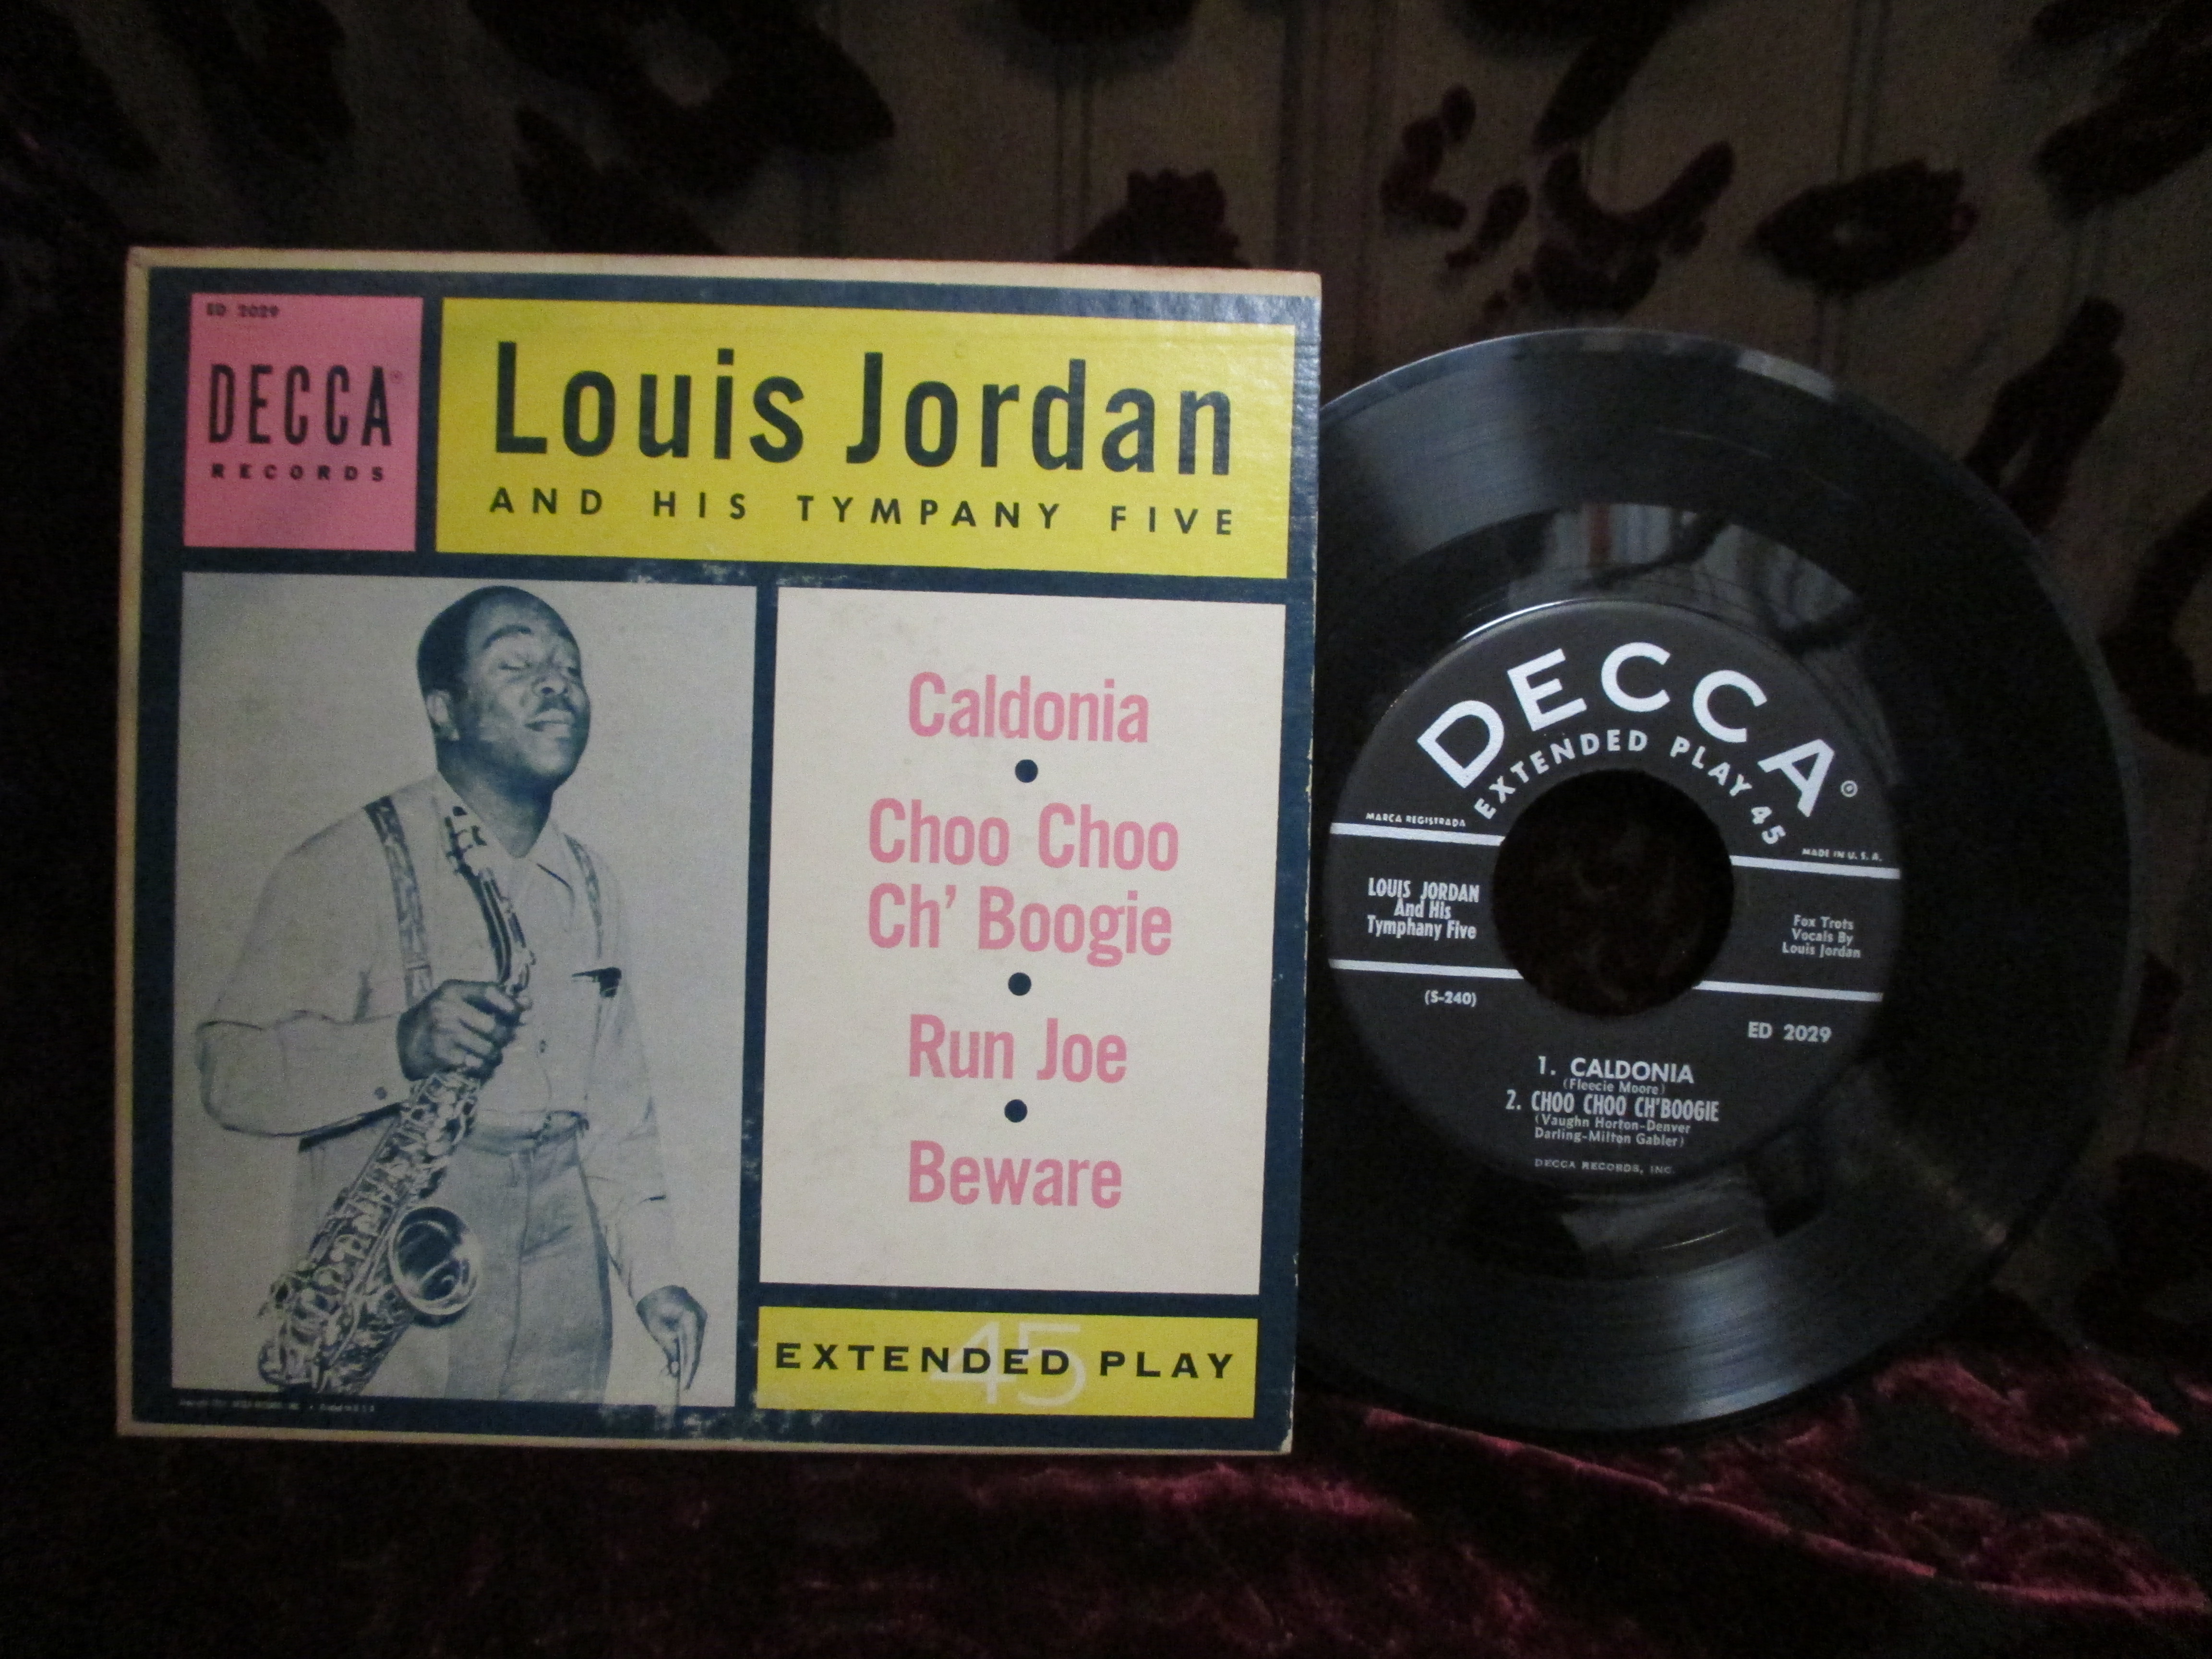 ED 2029
DECCA®
RECORDS
Louis Jordan
AND HIS TYMPANY FIVE
Caldonia
•
Choo Choo
Ch' Boogie
•
Run Joe
•
Beware
45
EXTENDED PLAY
DECCA®
EXTENDED PLAY 45
MARCA REGISTRADA
MADE IN U.S.A.
LOUIS JORDAN
And His
Tymphany Five
Fox Trots
Vocals By
Louis Jordan
(S-240)
ED 2029
1. CALDONIA
(Fleecie Moore)
2. CHOO CHOO CH'BOOGIE
(Vaughn Horton-Denver
Darling-Milton Gabler)
DECCA RECORDS, INC.